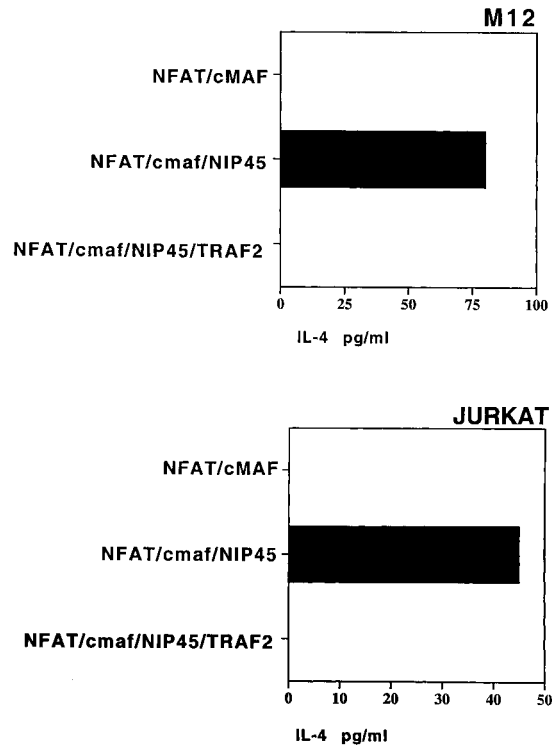 M12
NFAT/cMAF
NFAT/cmaf/NIP45
NFAT/cmaf/NIP45/TRAF2
0 25 50 75 100
IL-4 pg/ml
JURKAT
NFAT/cMAF
NFAT/cmaf/NIP45
NFAT/cmaf/NIP45/TRAF2
0 10 20 30 40 50
IL-4 pg/ml